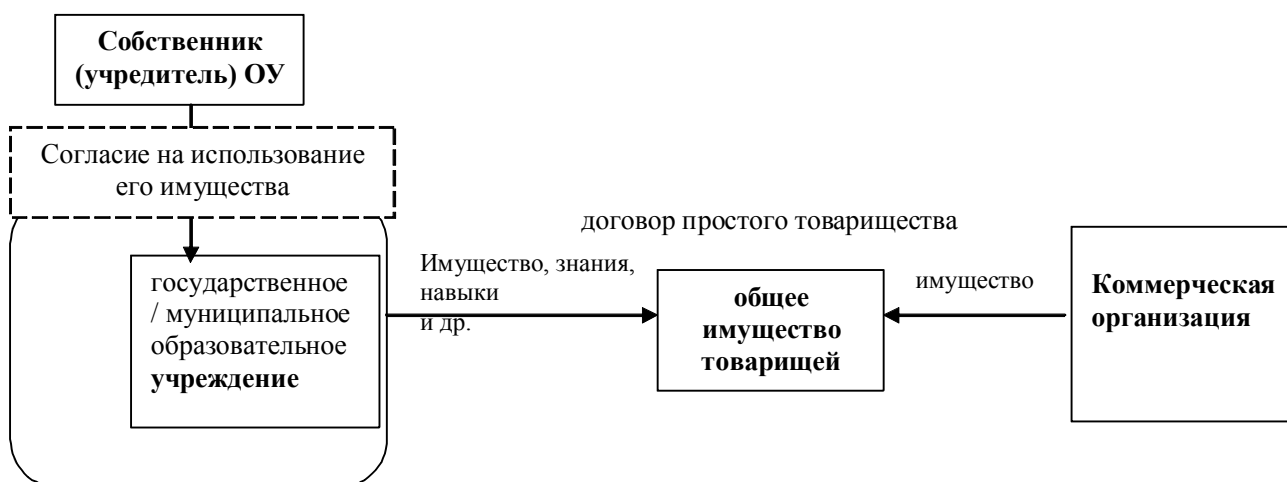 Собственник
(учредитель) ОУ
Согласие на использование
его имущества
договор простого товарищества
государственное
/ муниципальное
образовательное
учреждение
Имущество, знания,
навыки
и др.
общее
имущество
товарищей
имущество
Коммерческая
организация